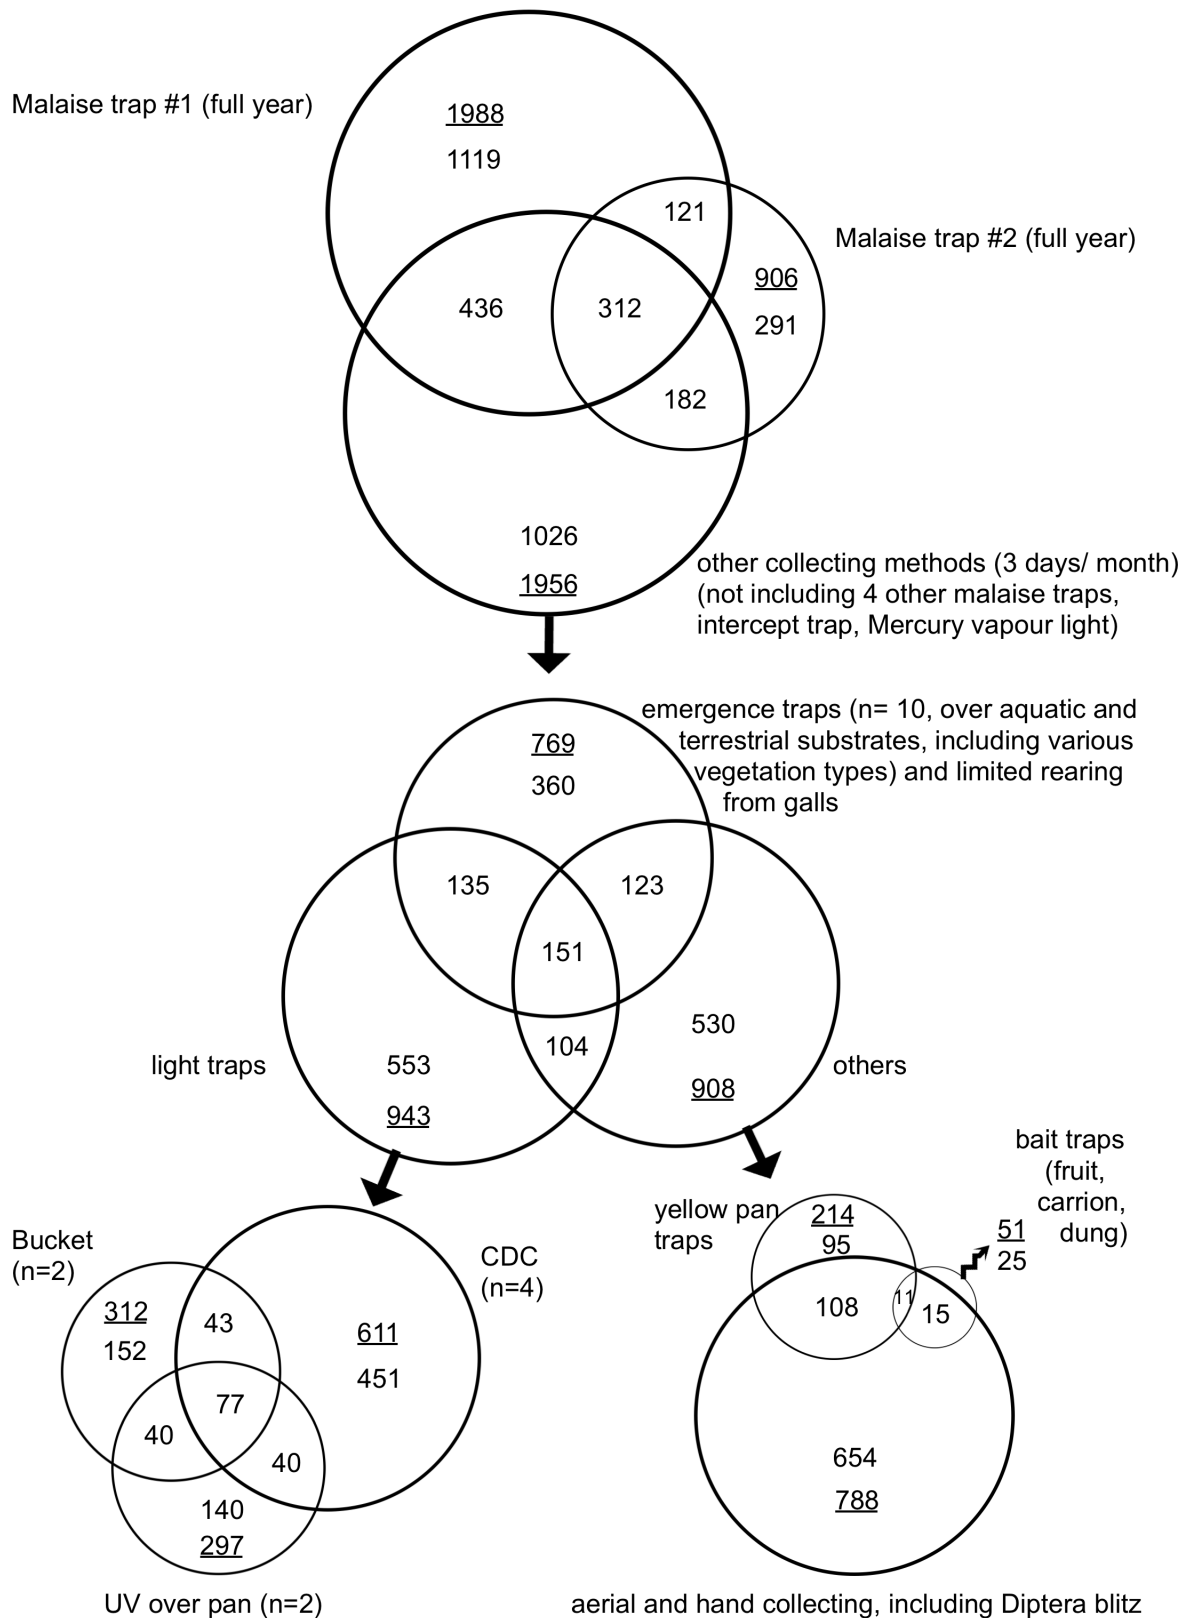 Malaise trap #1 (full year)
1988
1119
121
Malaise trap #2 (full year)
906
291
436
312
182
1026
1956
other collecting methods (3 days/ month)
(not including 4 other malaise traps,
intercept trap, Mercury vapour light)
emergence traps (n= 10, over aquatic and
terrestrial substrates, including various
vegetation types) and limited rearing
from galls
769
360
135
123
151
104
530
908
others
light traps
553
943
bait traps
(fruit,
carrion,
dung)
51
25
yellow pan
traps
214
95
108
11
15
654
788
aerial and hand collecting, including Diptera blitz
Bucket
(n=2)
312
152
43
CDC
(n=4)
611
451
77
40
40
140
297
UV over pan (n=2)